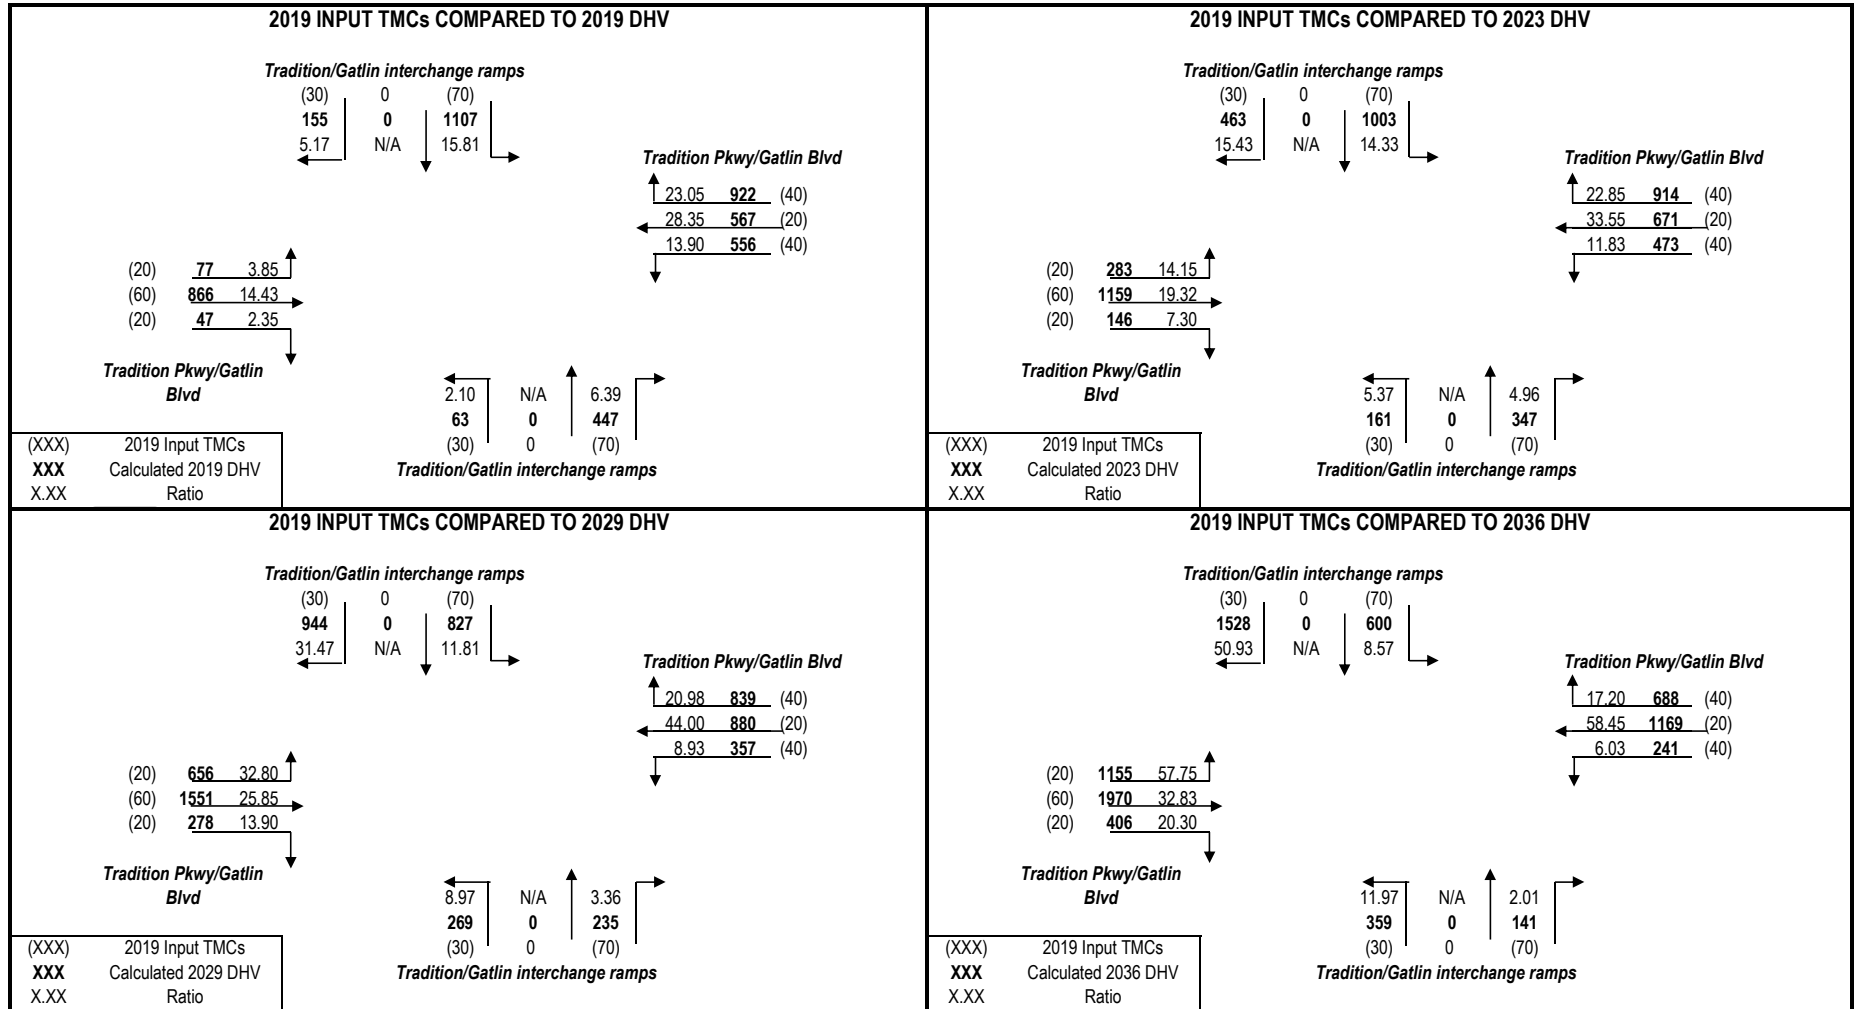 2019 INPUT TMCs COMPARED TO 2019 DHV
Tradition/Gatlin interchange ramps
(30) 0 (70)
155 0 1107
5.17 N/A 15.81
Tradition Pkwy/Gatlin Blvd
23.05 922 (40)
28.35 567 (20)
13.90 556 (40)
(20) 77 3.85
(60) 866 14.43
(20) 47 2.35
Tradition Pkwy/Gatlin
Blvd
2.10 N/A 6.39
63 0 447
(30) 0 (70)
Tradition/Gatlin interchange ramps
(XXX) 2019 Input TMCs
XXX Calculated 2019 DHV
X.XX Ratio
2019 INPUT TMCs COMPARED TO 2023 DHV
Tradition/Gatlin interchange ramps
(30) 0 (70)
463 0 1003
15.43 N/A 14.33
Tradition Pkwy/Gatlin Blvd
22.85 914 (40)
33.55 671 (20)
11.83 473 (40)
(20) 283 14.15
(60) 1159 19.32
(20) 146 7.30
Tradition Pkwy/Gatlin
Blvd
5.37 N/A 4.96
161 0 347
(30) 0 (70)
Tradition/Gatlin interchange ramps
(XXX) 2019 Input TMCs
XXX Calculated 2023 DHV
X.XX Ratio
2019 INPUT TMCs COMPARED TO 2029 DHV
Tradition/Gatlin interchange ramps
(30) 0 (70)
944 0 827
31.47 N/A 11.81
Tradition Pkwy/Gatlin Blvd
20.98 839 (40)
44.00 880 (20)
8.93 357 (40)
(20) 656 32.80
(60) 1551 25.85
(20) 278 13.90
Tradition Pkwy/Gatlin
Blvd
8.97 N/A 3.36
269 0 235
(30) 0 (70)
Tradition/Gatlin interchange ramps
(XXX) 2019 Input TMCs
XXX Calculated 2029 DHV
X.XX Ratio
2019 INPUT TMCs COMPARED TO 2036 DHV
Tradition/Gatlin interchange ramps
(30) 0 (70)
1528 0 600
50.93 N/A 8.57
Tradition Pkwy/Gatlin Blvd
17.20 688 (40)
58.45 1169 (20)
6.03 241 (40)
(20) 1155 57.75
(60) 1970 32.83
(20) 406 20.30
Tradition Pkwy/Gatlin
Blvd
11.97 N/A 2.01
359 0 141
(30) 0 (70)
Tradition/Gatlin interchange ramps
(XXX) 2019 Input TMCs
XXX Calculated 2036 DHV
X.XX Ratio